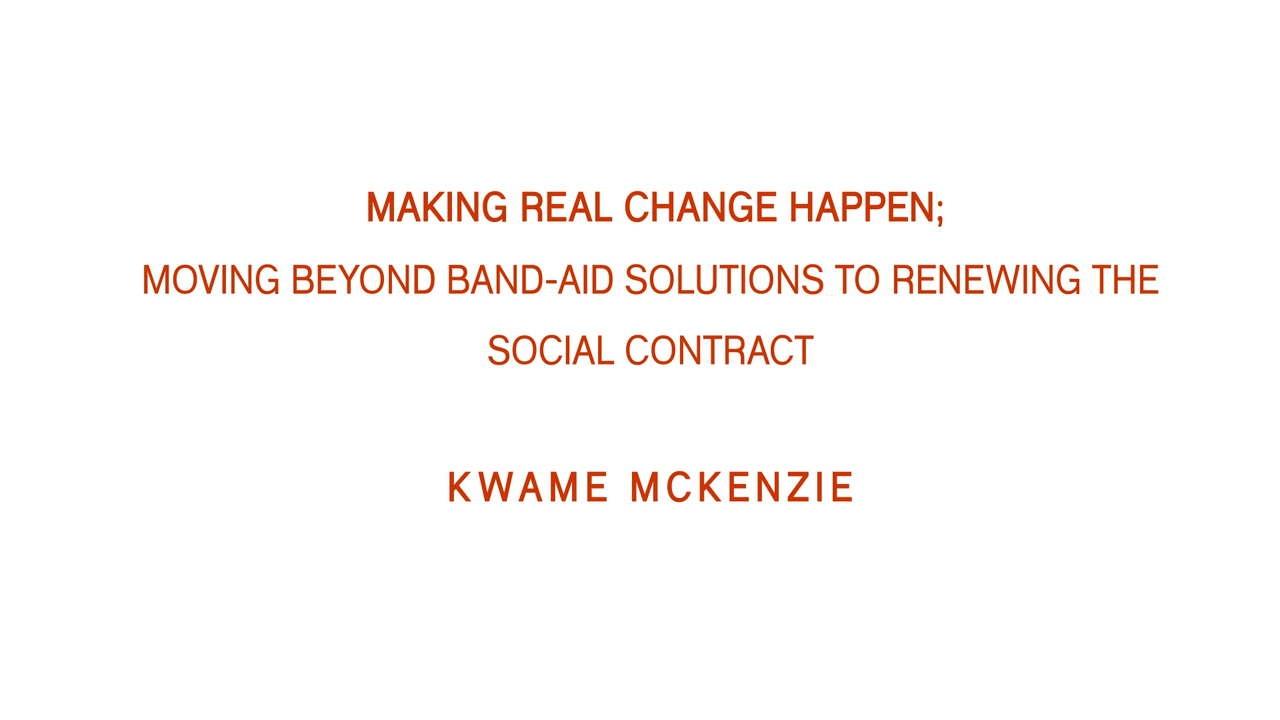 MAKING REAL CHANGE HAPPEN;
MOVING BEYOND BAND-AID SOLUTIONS TO RENEWING THE
SOCIAL CONTRACT
KWAME MCKENZIE